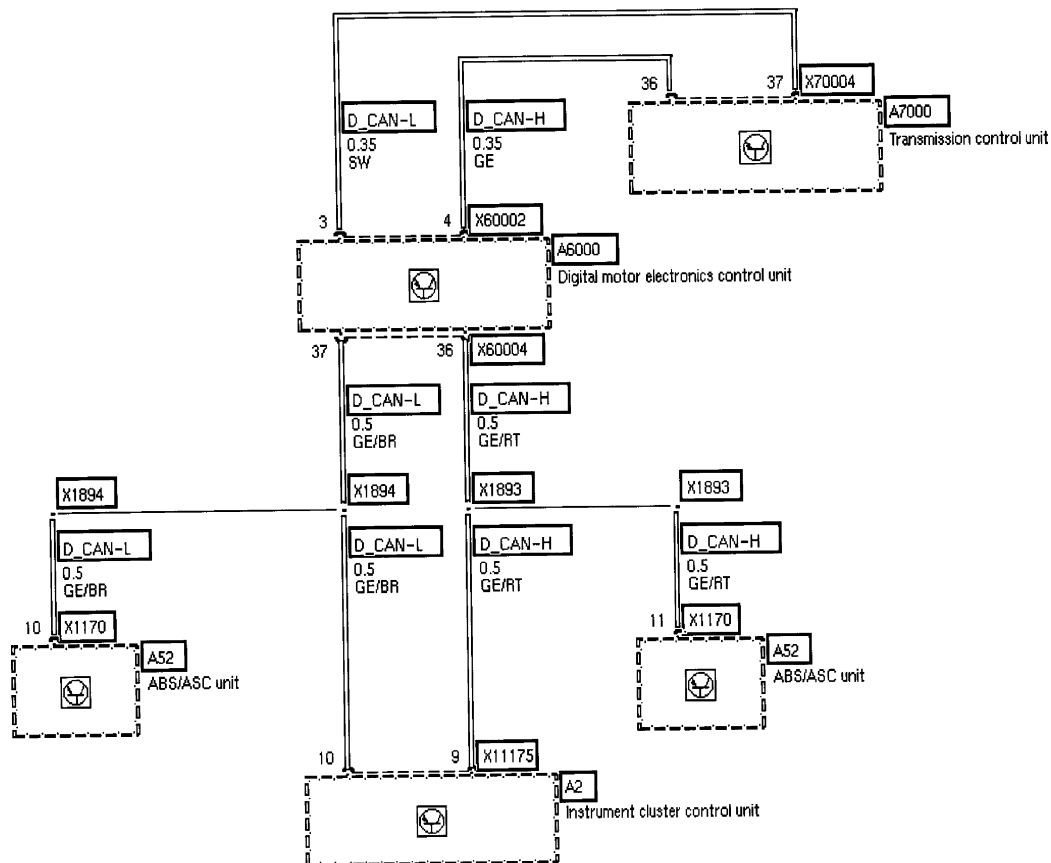 36
37
X70004
A7000
Transmission control unit
D_CAN-L
0.35
SW
D_CAN-H
0.35
GE
3
4
X60002
A6000
Digital motor electronics control unit
37
36
X60004
D_CAN-L
0.5
GE/BR
D_CAN-H
0.5
GE/RT
X1894
X1894
X1893
X1893
D_CAN-L
0.5
GE/BR
D_CAN-L
0.5
GE/BR
D_CAN-H
0.5
GE/RT
D_CAN-H
0.5
GE/RT
10
X1170
A52
ABS/ASC unit
11
X1170
A52
ABS/ASC unit
10
9
X11175
A2
Instrument cluster control unit